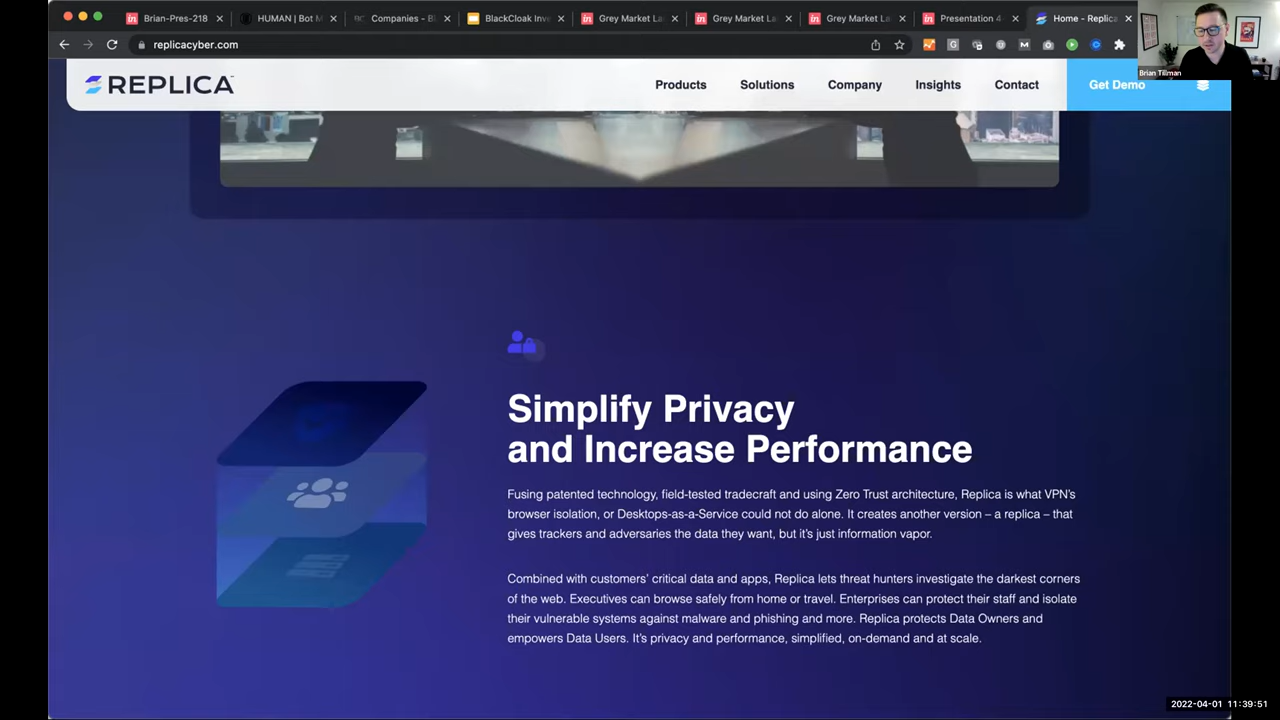 Brian-Pres-218
HUMAN | Bot M
Companies - B
BlackCloak Inve
Grey Market La
Grey Market La
Grey Market La
Presentation 4
Home - Replica
replicacyber.com
Brian Tillman
REPLICA
Products
Solutions
Company
Insights
Contact
Get Demo
Simplify Privacy
and Increase Performance
Fusing patented technology, field-tested tradecraft and using Zero Trust architecture, Replica is what VPN's
browser isolation, or Desktops-as-a-Service could not do alone. It creates another version – a replica – that
gives trackers and adversaries the data they want, but it's just information vapor.
Combined with customers' critical data and apps, Replica lets threat hunters investigate the darkest corners
of the web. Executives can browse safely from home or travel. Enterprises can protect their staff and isolate
their vulnerable systems against malware and phishing and more. Replica protects Data Owners and
empowers Data Users. It's privacy and performance, simplified, on-demand and at scale.
2022-04-01 11:39:51